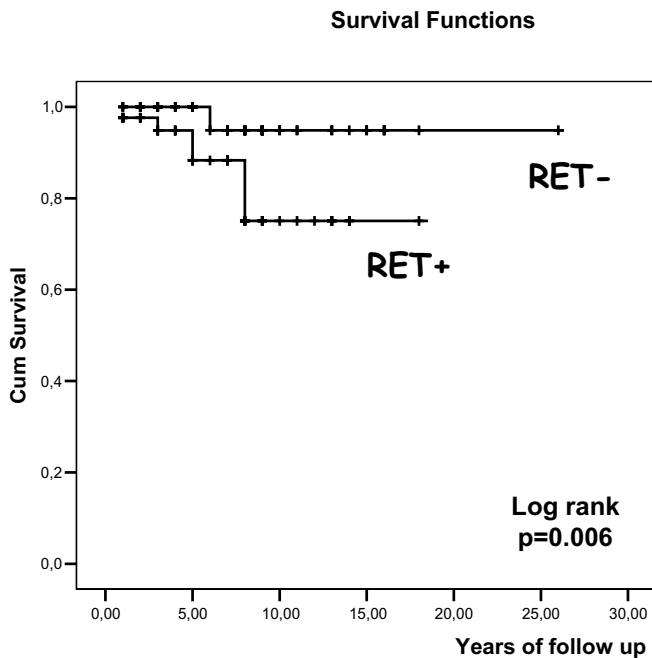 Survival Functions
1,0
0,8
0,6
0,4
0,2
0,0
Cum Survival
RET-
RET+
Log rank
p=0.006
0,00 5,00 10,00 15,00 20,00 25,00 30,00
Years of follow up